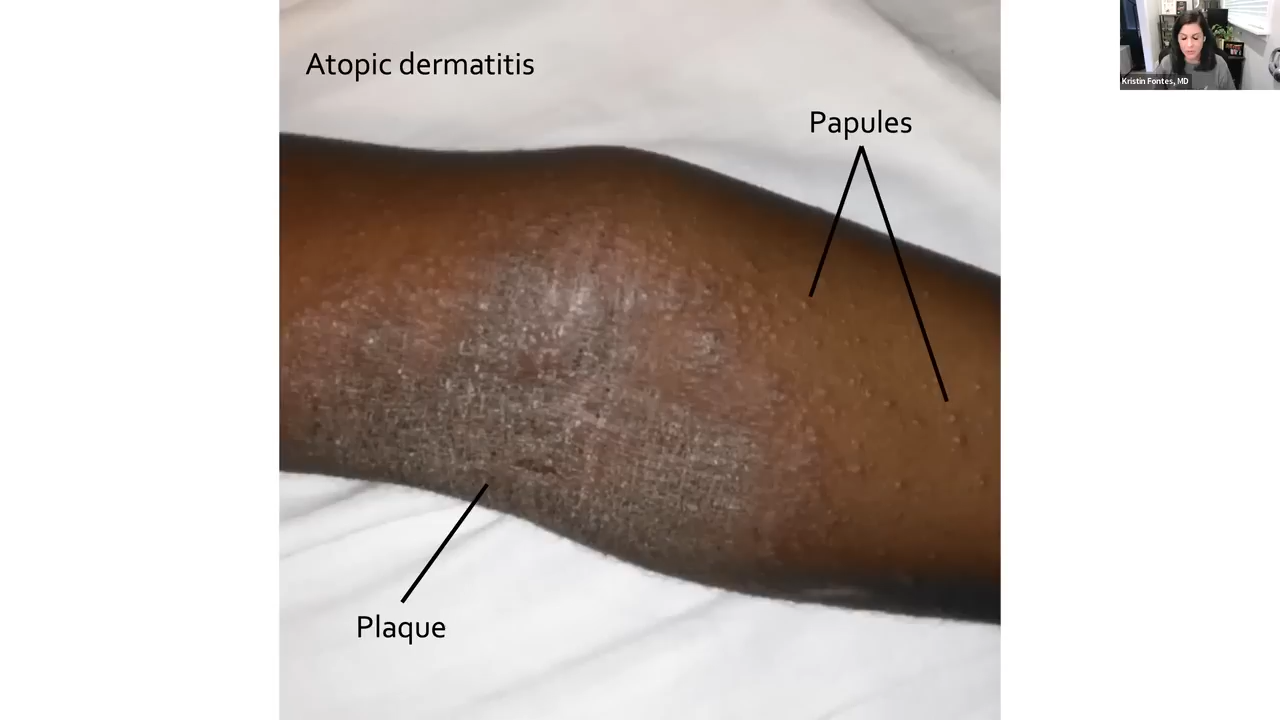 Atopic dermatitis
Papules
Plaque
Kristin Fontes, MD